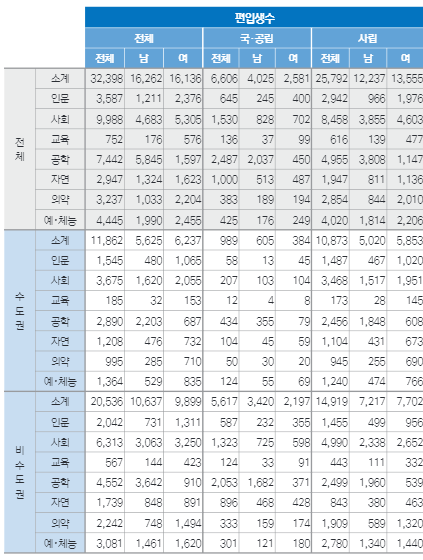 편입생수
전체 국·공립 사립
전체 남 여 전체 남 여 전체 남 여
전체
소계 32,398 16,262 16,136 6,606 4,025 2,581 25,792 12,237 13,555
인문 3,587 1,211 2,376 645 245 400 2,942 966 1,976
사회 9,988 4,683 5,305 1,530 828 702 8,458 3,855 4,603
교육 752 176 576 136 37 99 616 139 477
공학 7,442 5,845 1,597 2,487 2,037 450 4,955 3,808 1,147
자연 2,947 1,324 1,623 1,000 513 487 1,947 811 1,136
의약 3,237 1,033 2,204 383 189 194 2,854 844 2,010
예·체능 4,445 1,990 2,455 425 176 249 4,020 1,814 2,206
수도권
소계 11,862 5,625 6,237 989 605 384 10,873 5,020 5,853
인문 1,545 480 1,065 58 13 45 1,487 467 1,020
사회 3,675 1,620 2,055 207 103 104 3,468 1,517 1,951
교육 185 32 153 12 4 8 173 28 145
공학 2,890 2,203 687 434 355 79 2,456 1,848 608
자연 1,208 476 732 104 45 59 1,104 431 673
의약 995 285 710 50 30 20 945 255 690
예·체능 1,364 529 835 124 55 69 1,240 474 766
비수도권
소계 20,536 10,637 9,899 5,617 3,420 2,197 14,919 7,217 7,702
인문 2,042 731 1,311 587 232 355 1,455 499 956
사회 6,313 3,063 3,250 1,323 725 598 4,990 2,338 2,652
교육 567 144 423 124 33 91 443 111 332
공학 4,552 3,642 910 2,053 1,682 371 2,499 1,960 539
자연 1,739 848 891 896 468 428 843 380 463
의약 2,242 748 1,494 333 159 174 1,909 589 1,320
예·체능 3,081 1,461 1,620 301 121 180 2,780 1,340 1,440